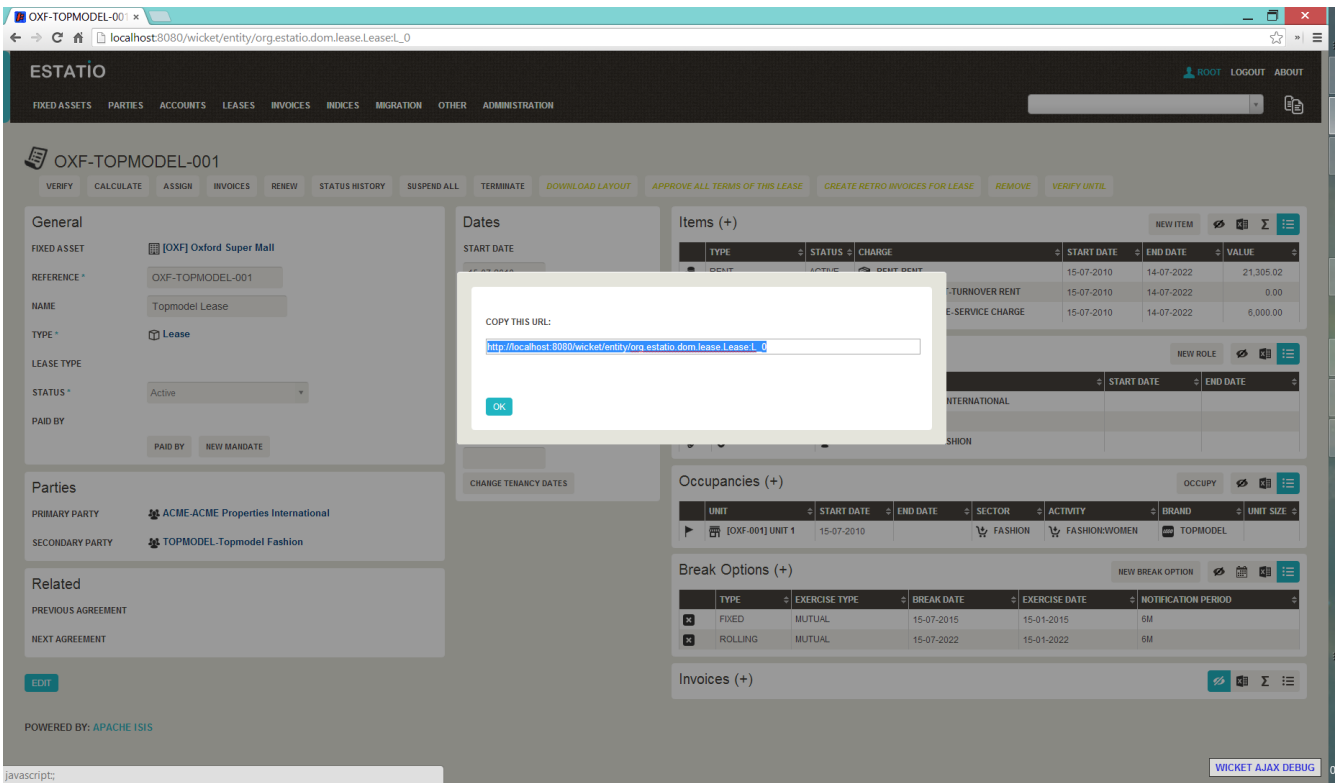 OXF-TOPMODEL-001 ×
localhost:8080/wicket/entity/org.estatio.dom.lease.Lease:L_0
ESTATIO
ROOT LOGOUT ABOUT
FIXED ASSETS PARTIES ACCOUNTS LEASES INVOICES INDICES MIGRATION OTHER ADMINISTRATION
OXF-TOPMODEL-001
VERIFY CALCULATE ASSIGN INVOICES RENEW STATUS HISTORY SUSPEND ALL TERMINATE DOWNLOAD LAYOUT APPROVE ALL TERMS OF THIS LEASE CREATE RETRO INVOICES FOR LEASE REMOVE VERIFY UNTIL
General
FIXED ASSET [OXF] Oxford Super Mall
REFERENCE * OXF-TOPMODEL-001
NAME Topmodel Lease
TYPE * Lease
LEASE TYPE
STATUS * Active
PAID BY
PAID BY NEW MANDATE
Parties
PRIMARY PARTY ACME-ACME Properties International
SECONDARY PARTY TOPMODEL-Topmodel Fashion
Related
PREVIOUS AGREEMENT
NEXT AGREEMENT
EDIT
POWERED BY: APACHE ISIS
javascript:;
Dates
START DATE
15-07-2010
COPY THIS URL:
http://localhost:8080/wicket/entity/org.estatio.dom.lease.Lease:L_0
OK
CHANGE TENANCY DATES
Items (+)
NEW ITEM Σ
TYPE STATUS CHARGE START DATE END DATE VALUE
RENT ACTIVE RENT-RENT 15-07-2010 14-07-2022 21,305.02
-TURNOVER RENT 15-07-2010 14-07-2022 0.00
E-SERVICE CHARGE 15-07-2010 14-07-2022 6,000.00
NEW ROLE
START DATE END DATE
NTERNATIONAL
SHION
Occupancies (+)
OCCUPY
UNIT START DATE END DATE SECTOR ACTIVITY BRAND UNIT SIZE
[OXF-001] UNIT 1 15-07-2010 FASHION FASHION:WOMEN TOPMODEL
Break Options (+)
NEW BREAK OPTION
TYPE EXERCISE TYPE BREAK DATE EXERCISE DATE NOTIFICATION PERIOD
FIXED MUTUAL 15-07-2015 15-01-2015 6M
ROLLING MUTUAL 15-07-2022 15-01-2022 6M
Invoices (+)
Σ
WICKET AJAX DEBUG